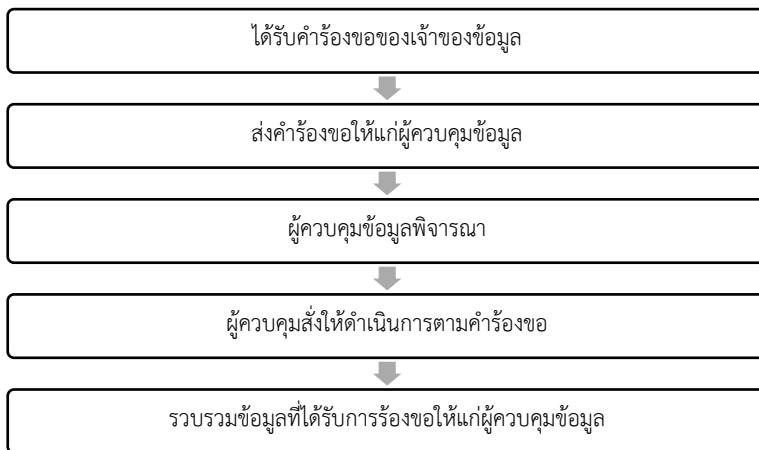 ได้รับคำร้องขอของเจ้าของข้อมูล
ส่งคำร้องขอให้แก่ผู้ควบคุมข้อมูล
ผู้ควบคุมข้อมูลพิจารณา
ผู้ควบคุมสั่งให้ดำเนินการตามคำร้องขอ
รวบรวมข้อมูลที่ได้รับการร้องขอให้แก่ผู้ควบคุมข้อมูล